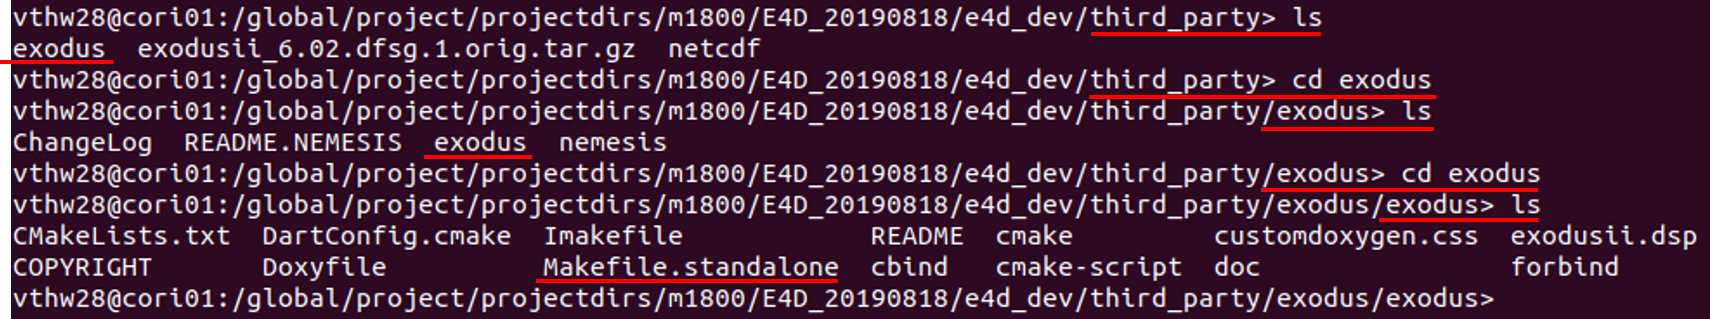 vthw28@cori01:/global/project/projectdirs/m1800/E4D_20190818/e4d_dev/third_party> ls
exodus  exodusii_6.02.dfsg.1.orig.tar.gz  netcdf
vthw28@cori01:/global/project/projectdirs/m1800/E4D_20190818/e4d_dev/third_party> cd exodus
vthw28@cori01:/global/project/projectdirs/m1800/E4D_20190818/e4d_dev/third_party/exodus> ls
ChangeLog  README.NEMESIS  exodus  nemesis
vthw28@cori01:/global/project/projectdirs/m1800/E4D_20190818/e4d_dev/third_party/exodus> cd exodus
vthw28@cori01:/global/project/projectdirs/m1800/E4D_20190818/e4d_dev/third_party/exodus/exodus> ls
CMakeLists.txt  DartConfig.cmake  Imakefile            README  cmake         customdoxygen.css  exodusii.dsp
COPYRIGHT       Doxyfile          Makefile.standalone  cbind   cmake-script  doc                forbind
vthw28@cori01:/global/project/projectdirs/m1800/E4D_20190818/e4d_dev/third_party/exodus/exodus>